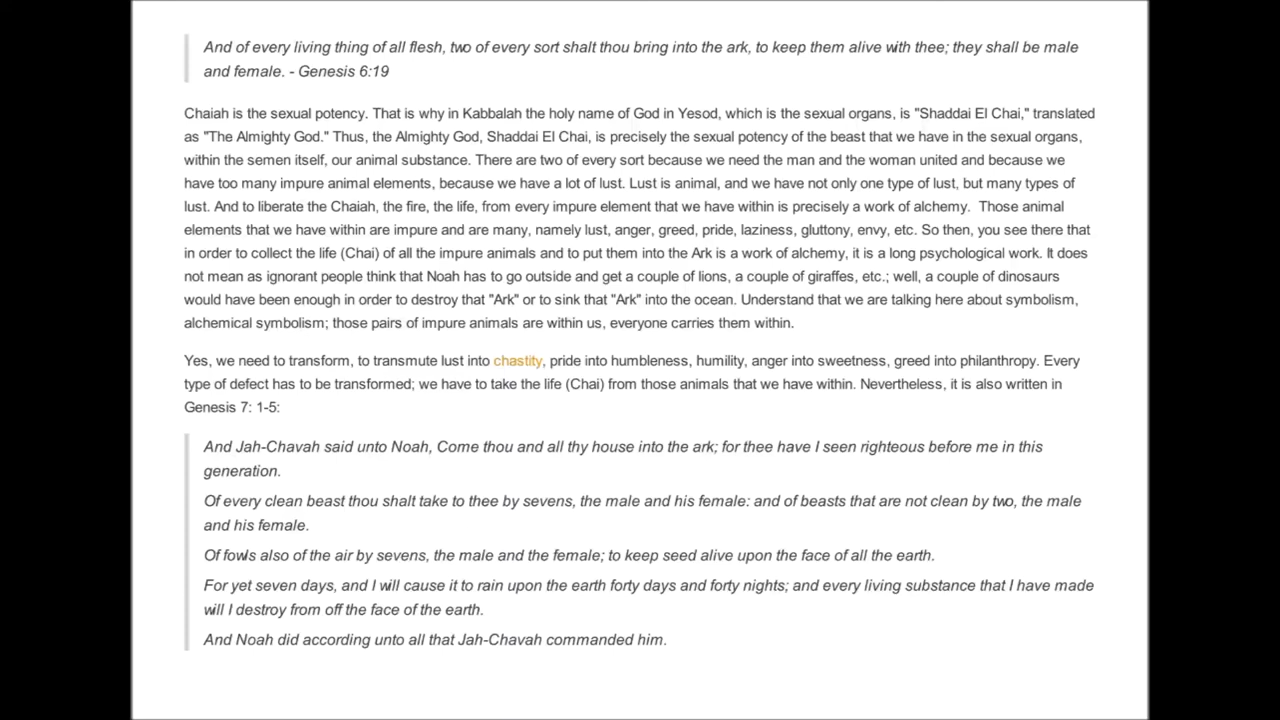 And of every living thing of all flesh, two of every sort shalt thou bring into the ark, to keep them alive with thee; they shall be male
and female. - Genesis 6:19
Chaiah is the sexual potency. That is why in Kabbalah the holy name of God in Yesod, which is the sexual organs, is "Shaddai El Chai," translated
as "The Almighty God." Thus, the Almighty God, Shaddai El Chai, is precisely the sexual potency of the beast that we have in the sexual organs,
within the semen itself, our animal substance. There are two of every sort because we need the man and the woman united and because we
have too many impure animal elements, because we have a lot of lust. Lust is animal, and we have not only one type of lust, but many types of
lust. And to liberate the Chaiah, the fire, the life, from every impure element that we have within is precisely a work of alchemy.  Those animal
elements that we have within are impure and are many, namely lust, anger, greed, pride, laziness, gluttony, envy, etc. So then, you see there that
in order to collect the life (Chai) of all the impure animals and to put them into the Ark is a work of alchemy, it is a long psychological work. It does
not mean as ignorant people think that Noah has to go outside and get a couple of lions, a couple of giraffes, etc.; well, a couple of dinosaurs
would have been enough in order to destroy that "Ark" or to sink that "Ark" into the ocean. Understand that we are talking here about symbolism,
alchemical symbolism; those pairs of impure animals are within us, everyone carries them within.
Yes, we need to transform, to transmute lust into chastity, pride into humbleness, humility, anger into sweetness, greed into philanthropy. Every
type of defect has to be transformed; we have to take the life (Chai) from those animals that we have within. Nevertheless, it is also written in
Genesis 7: 1-5:
And Jah-Chavah said unto Noah, Come thou and all thy house into the ark; for thee have I seen righteous before me in this
generation.
Of every clean beast thou shalt take to thee by sevens, the male and his female: and of beasts that are not clean by two, the male
and his female.
Of fowls also of the air by sevens, the male and the female; to keep seed alive upon the face of all the earth.
For yet seven days, and I will cause it to rain upon the earth forty days and forty nights; and every living substance that I have made
will I destroy from off the face of the earth.
And Noah did according unto all that Jah-Chavah commanded him.